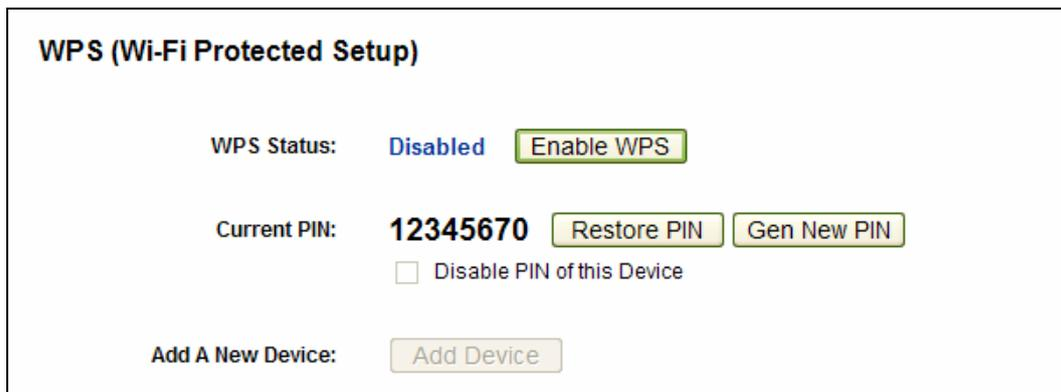 WPS (Wi-Fi Protected Setup)
WPS Status: Disabled Enable WPS
Current PIN: 12345670 Restore PIN Gen New PIN
Disable PIN of this Device
Add A New Device: Add Device